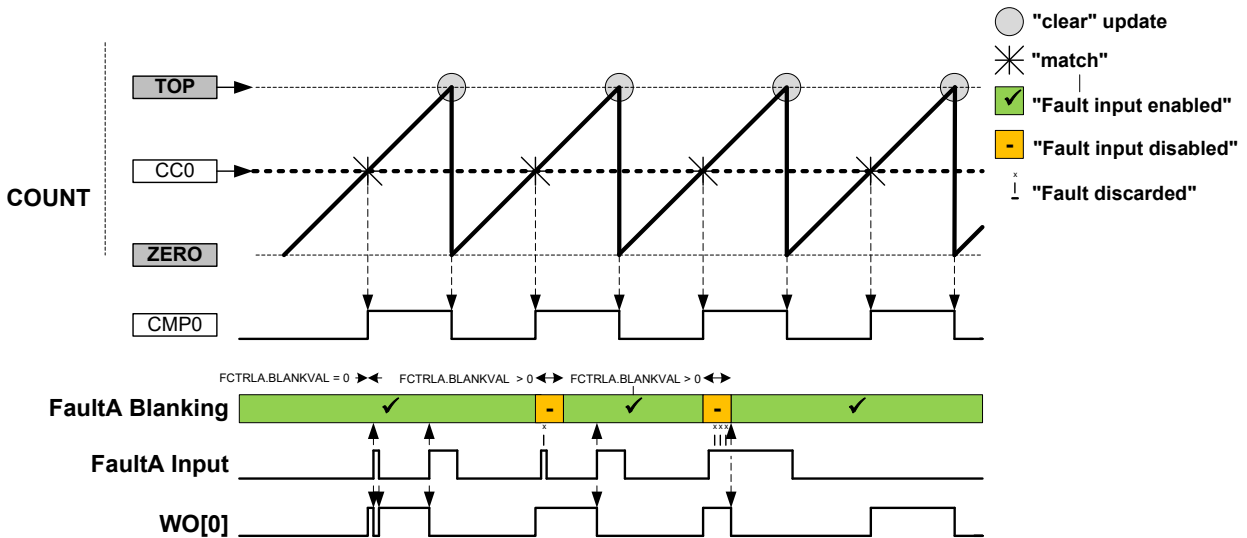 "clear" update
"match"
"Fault input enabled"
"Fault input disabled"
"Fault discarded"
TOP
CC0
COUNT
ZERO
CMP0
FCTRLA.BLANKVAL = 0 FCTRLA.BLANKVAL > 0 FCTRLA.BLANKVAL > 0
FaultA Blanking ✓ - ✓ - ✓
x xxx
FaultA Input
WO[0]